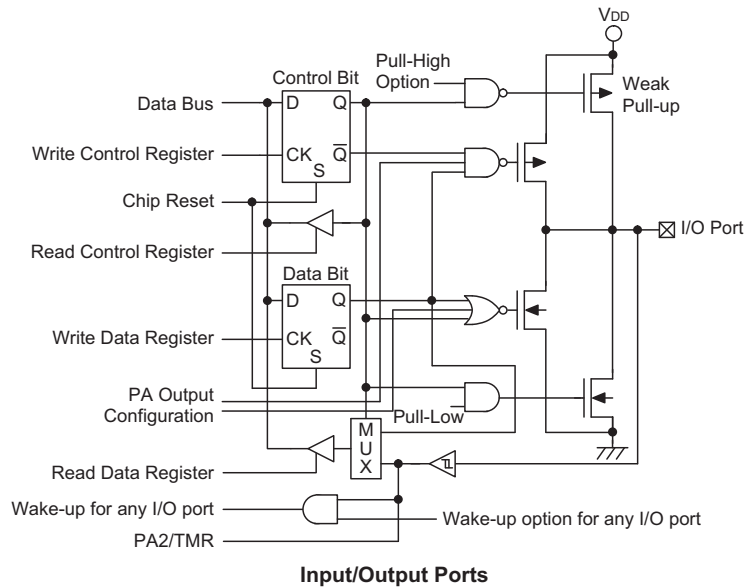 VDD
Pull-High
Option
Weak
Pull-up
Control Bit
Data Bus
D
Q
Write Control Register
CK
Q̅
S
Chip Reset
Read Control Register
I/O Port
Data Bit
D
Q
Write Data Register
CK
Q̅
S
PA Output
Configuration
Pull-Low
M
U
X
Read Data Register
Wake-up for any I/O port
Wake-up option for any I/O port
PA2/TMR
Input/Output Ports